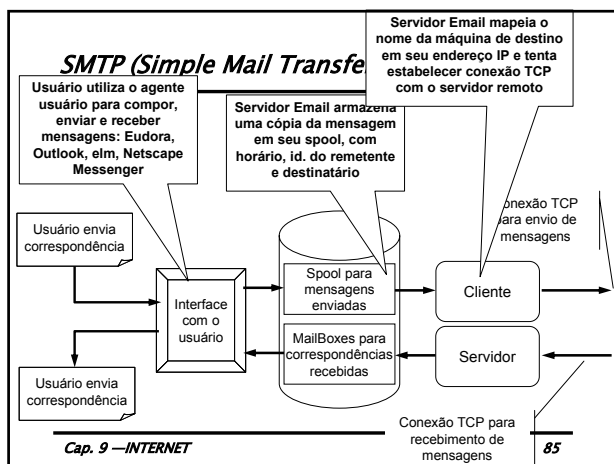 SMTP (Simple Mail Transfe
Servidor Email mapeia o
nome da máquina de destino
em seu endereço IP e tenta
estabelecer conexão TCP
com o servidor remoto
Usuário utiliza o agente
usuário para compor,
enviar e receber
mensagens: Eudora,
Outlook, elm, Netscape
Messenger
Servidor Email armazena
uma cópia da mensagem
em seu spool, com
horário, id. do remetente
e destinatário
onexão TCP
para envio de
mensagens
Usuário envia
correspondência
Interface
com o
usuário
Spool para
mensagens
enviadas
Cliente
MailBoxes para
correspondências
recebidas
Servidor
Usuário envia
correspondência
Conexão TCP para
recebimento de
mensagens
Cap. 9 —INTERNET
85